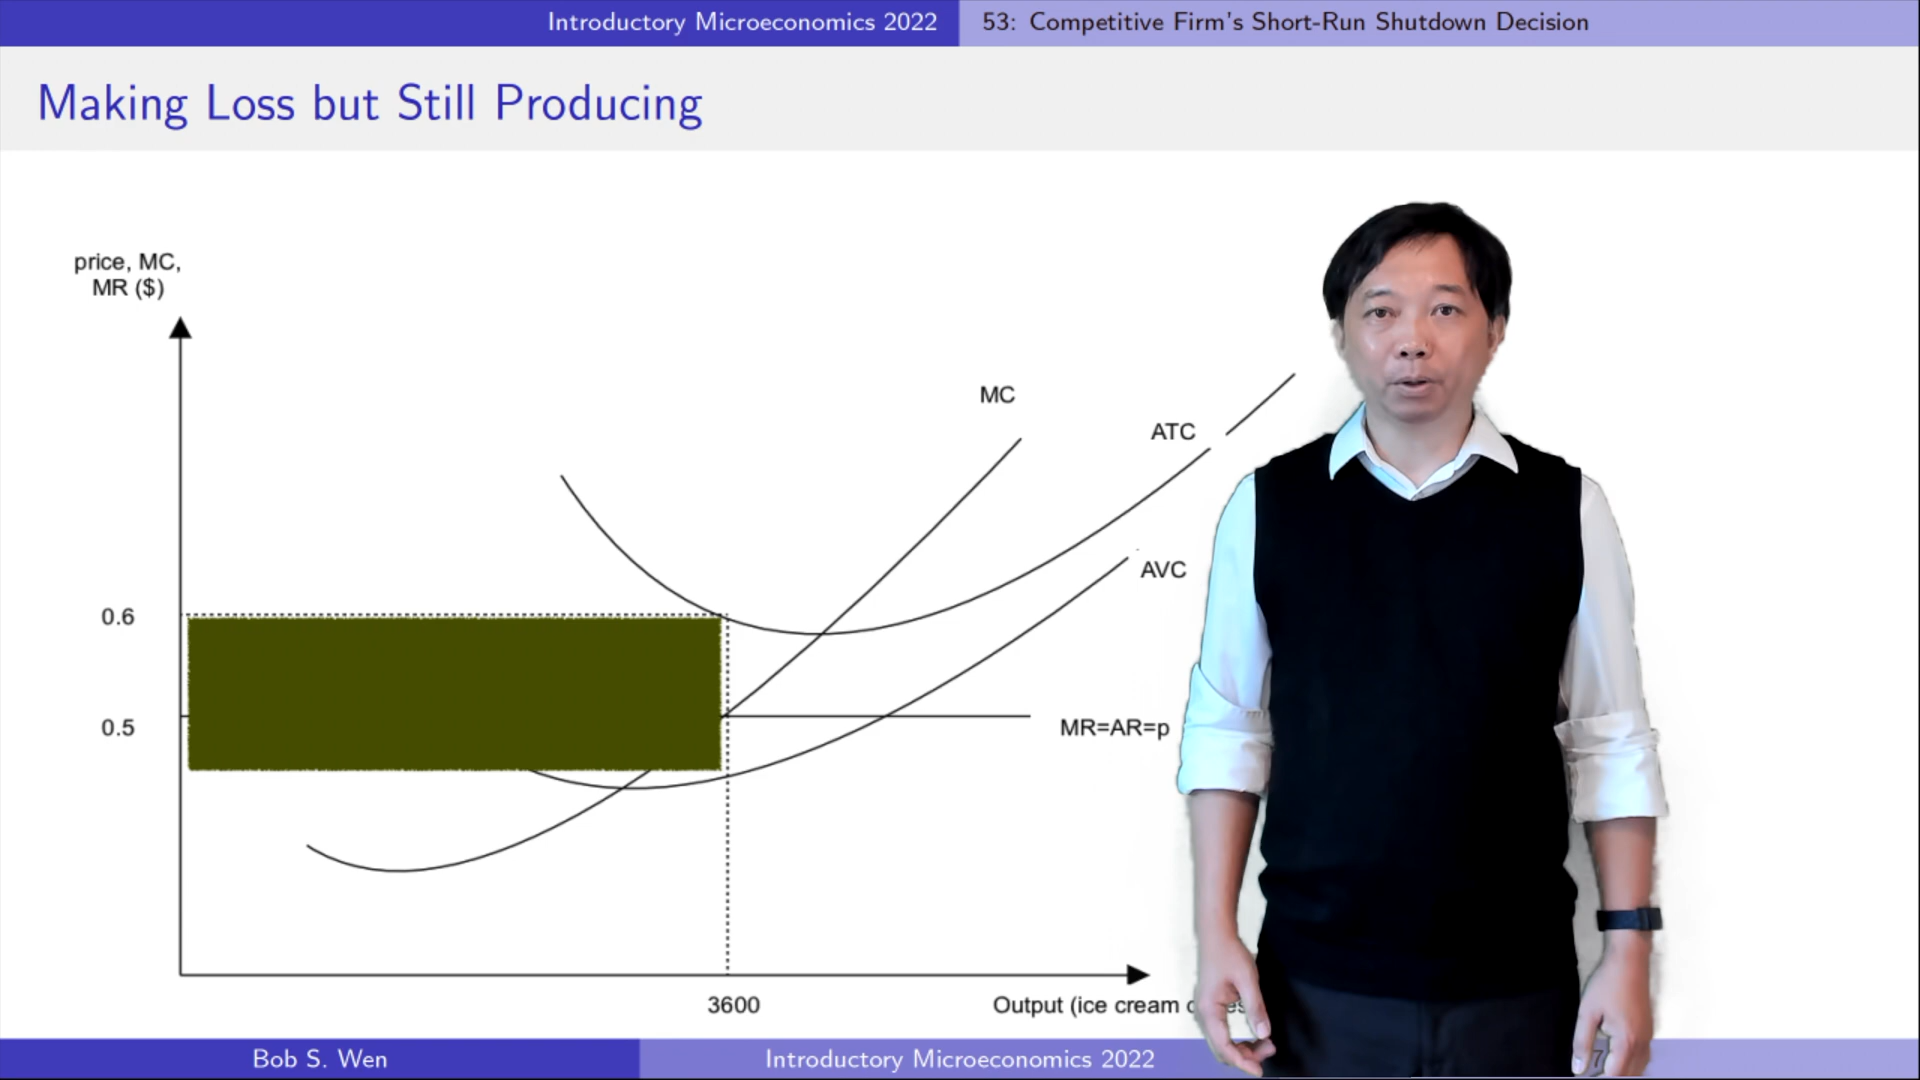 Introductory Microeconomics 2022
53: Competitive Firm's Short-Run Shutdown Decision
Making Loss but Still Producing
price, MC,
MR ($)
MC
ATC
AVC
0.6
0.5
MR=AR=p
3600
Output (ice cream
Bob S. Wen
Introductory Microeconomics 2022